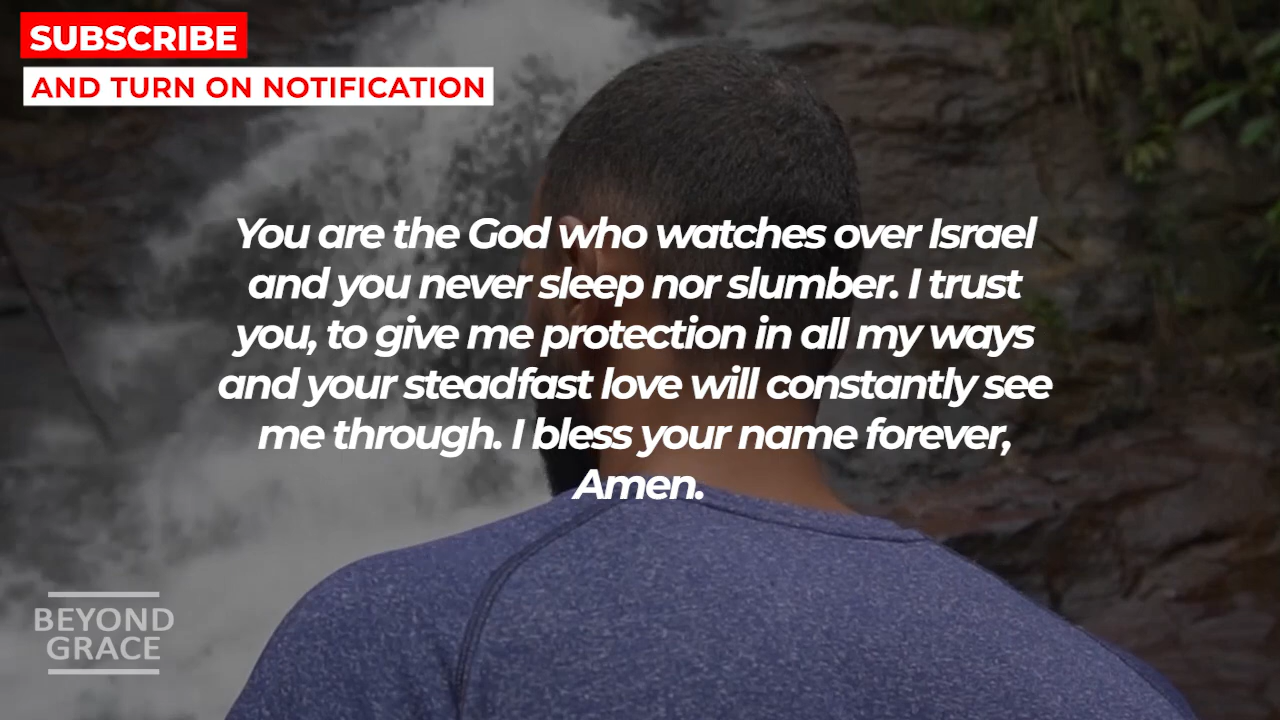 SUBSCRIBE
AND TURN ON NOTIFICATION
You are the God who watches over Israel
and you never sleep nor slumber. I trust
you, to give me protection in all my ways
and your steadfast love will constantly see
me through. I bless your name forever,
Amen.
BEYOND
GRACE